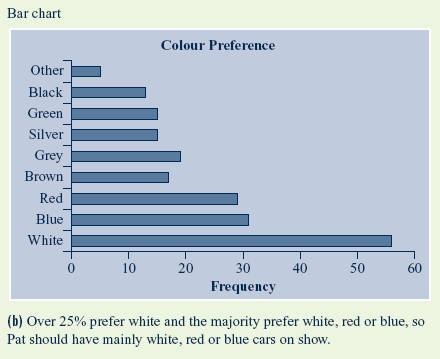 Bar chart
Colour Preference
Other
Black
Green
Silver
Grey
Brown
Red
Blue
White
0 10 20 30 40 50 60
Frequency
(b) Over 25% prefer white and the majority prefer white, red or blue, so
Pat should have mainly white, red or blue cars on show.